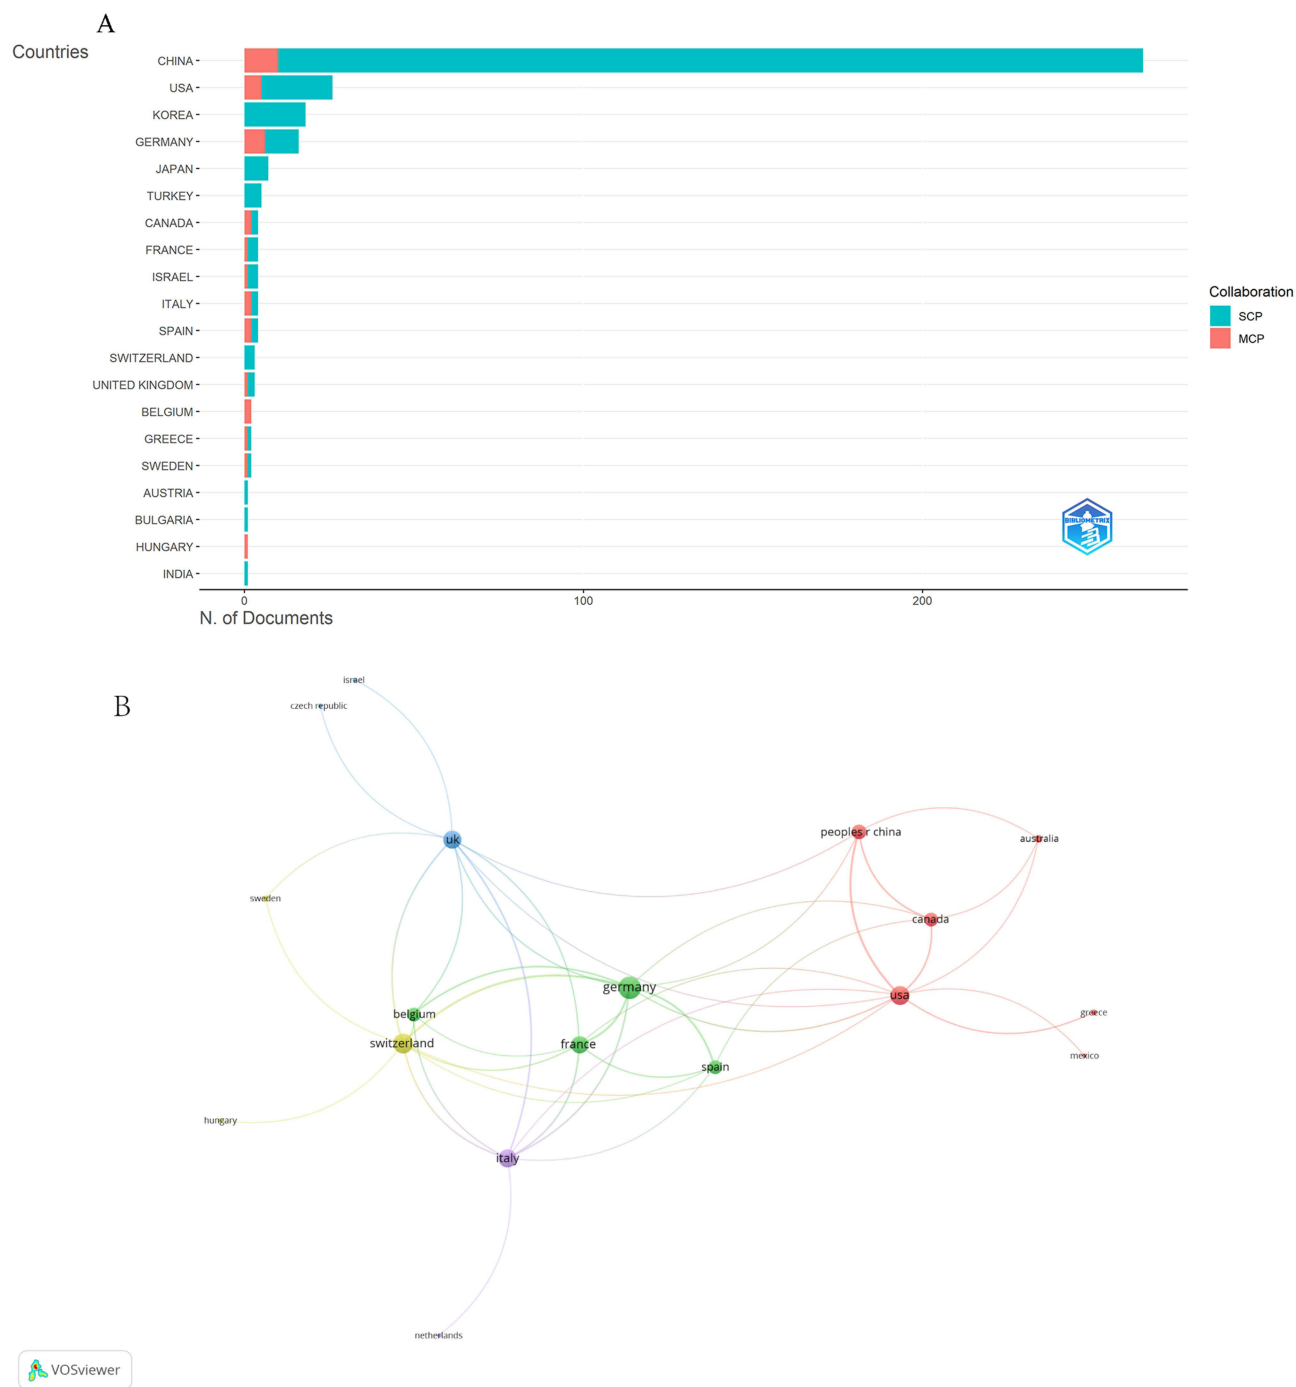 A
Countries
CHINA
USA
KOREA
GERMANY
JAPAN
TURKEY
CANADA
FRANCE
ISRAEL
ITALY
SPAIN
SWITZERLAND
UNITED KINGDOM
BELGIUM
GREECE
SWEDEN
AUSTRIA
BULGARIA
HUNGARY
INDIA
0 100 200
N. of Documents
Collaboration
SCP
MCP
BIBLIOMETRIX
B
israel
czech republic
uk
peoples r china
australia
sweden
canada
germany
usa
belgium
greece
switzerland
france
mexico
spain
hungary
italy
netherlands
VOSviewer